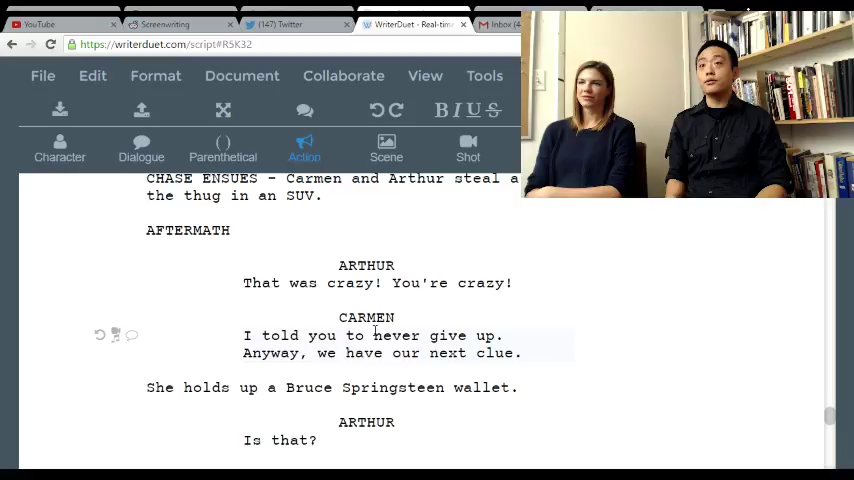 YouTube
Screenwriting
(147) Twitter
WriterDuet - Real-time
Inbox (4
https://writerduet.com/script#R5K32
File Edit Format Document Collaborate View Tools
B I U S
Character Dialogue Parenthetical Action Scene Shot
CHASE ENSUES - Carmen and Arthur steal a
the thug in an SUV.
AFTERMATH
ARTHUR
That was crazy! You're crazy!
CARMEN
I told you to never give up.
Anyway, we have our next clue.
She holds up a Bruce Springsteen wallet.
ARTHUR
Is that?